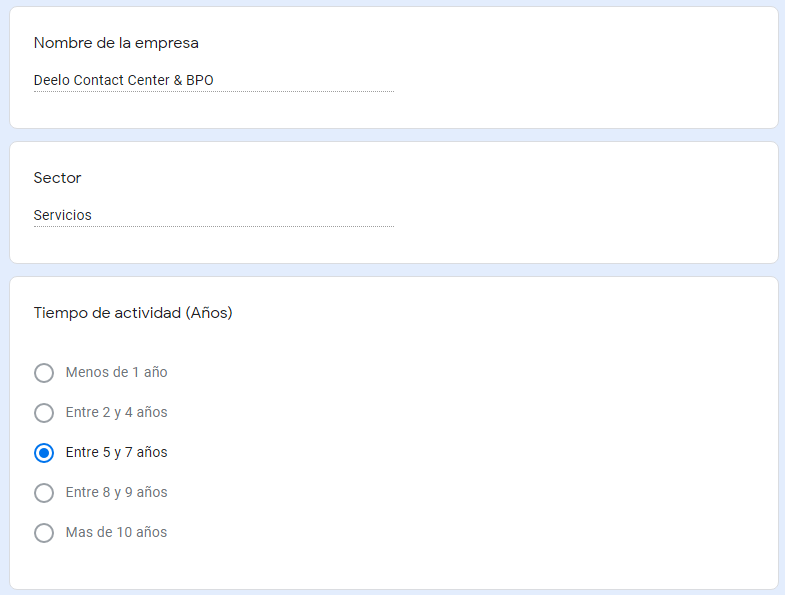 Nombre de la empresa
Deelo Contact Center & BPO
Sector
Servicios
Tiempo de actividad (Años)
Menos de 1 año
Entre 2 y 4 años
Entre 5 y 7 años
Entre 8 y 9 años
Mas de 10 años